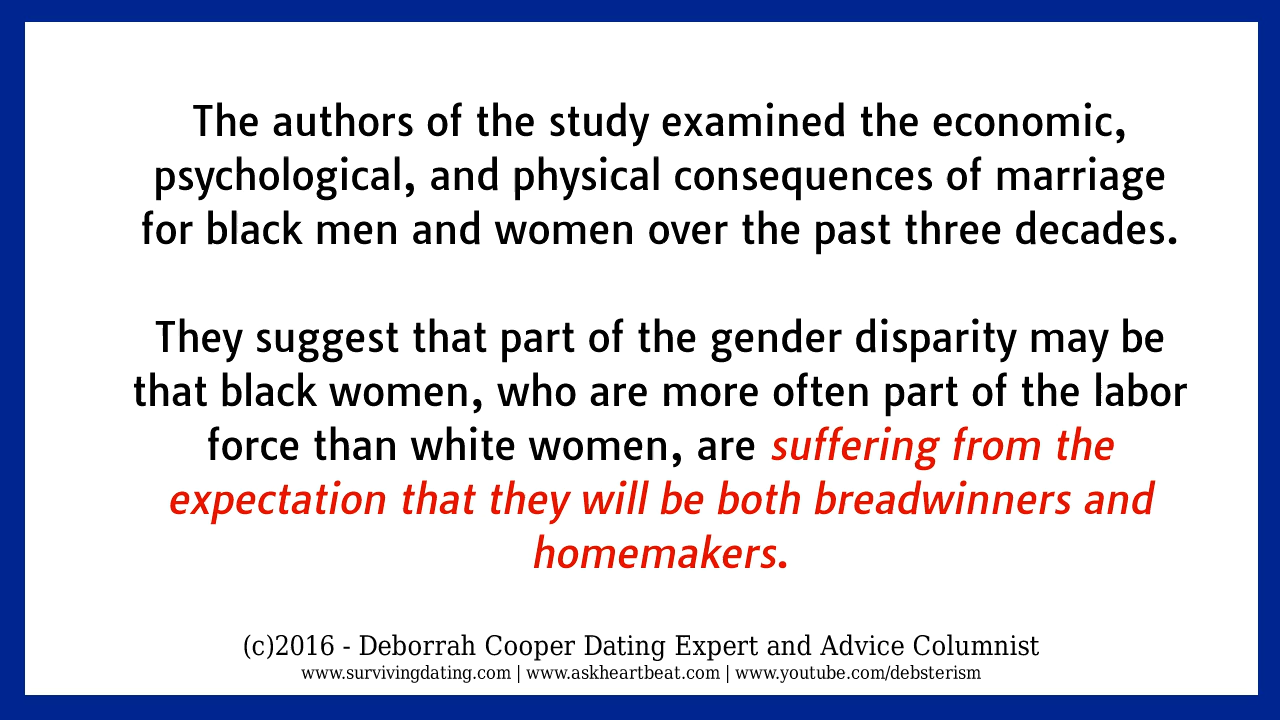 The authors of the study examined the economic,
psychological, and physical consequences of marriage
for black men and women over the past three decades.
They suggest that part of the gender disparity may be
that black women, who are more often part of the labor
force than white women, are suffering from the
expectation that they will be both breadwinners and
homemakers.
(c)2016 - Deborrah Cooper Dating Expert and Advice Columnist
www.survivingdating.com | www.askheartbeat.com | www.youtube.com/debsterism